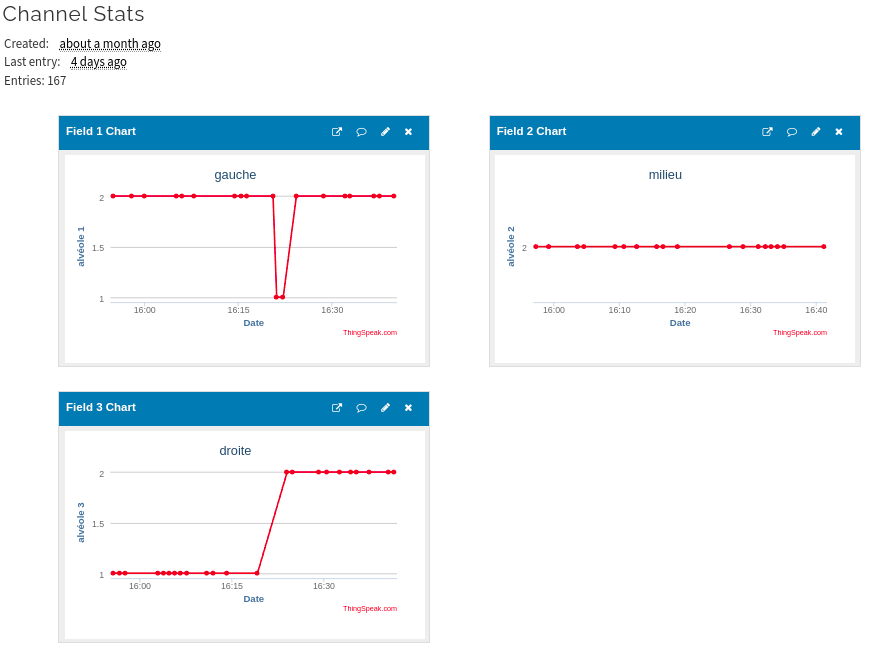 Channel Stats
Created: about a month ago
Last entry: 4 days ago
Entries: 167
Field 1 Chart
gauche
alvéole 1
2
1.5
1
16:00 16:15 16:30
Date
ThingSpeak.com
Field 2 Chart
milieu
alvéole 2
2
16:00 16:10 16:20 16:30 16:40
Date
ThingSpeak.com
Field 3 Chart
droite
alvéole 3
2
1.5
1
16:00 16:15 16:30
Date
ThingSpeak.com